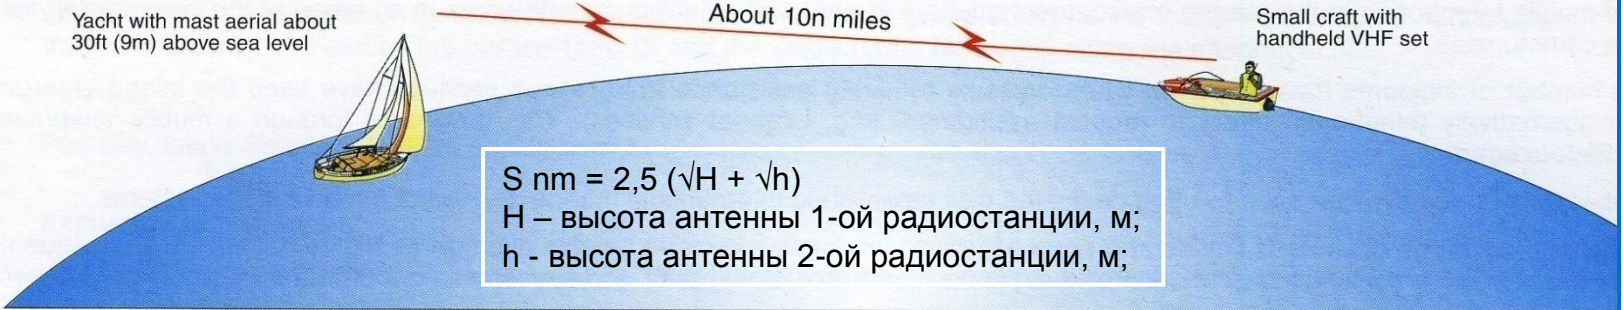 Yacht with mast aerial about
30ft (9m) above sea level
About 10n miles
Small craft with
handheld VHF set
S nm = 2,5 (√H + √h)
H – высота антенны 1-ой радиостанции, м;
h - высота антенны 2-ой радиостанции, м;